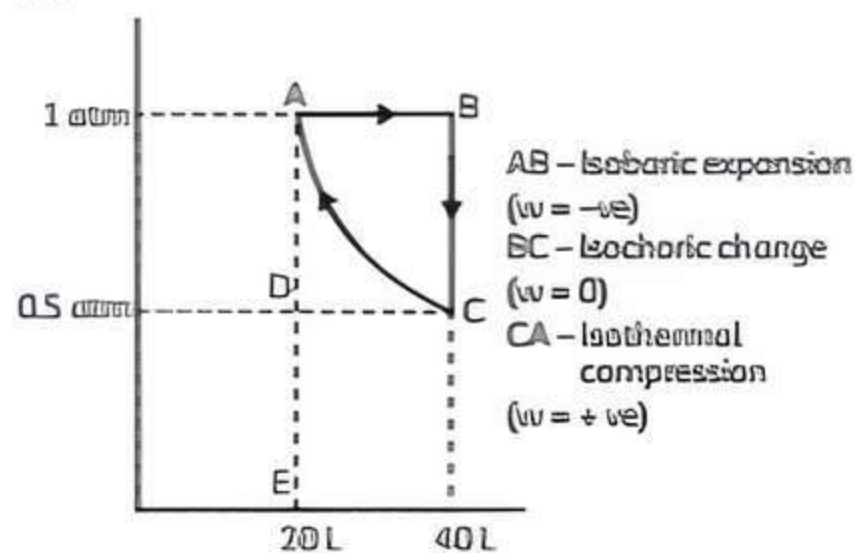 A
1 atm
B
AB – Isobaric expansion
(w = –ve)
BC – Isochoric change
(w = 0)
CA – Isothermal
compression
(w = + ve)
D
0.5 atm
C
E
20 L
40 L